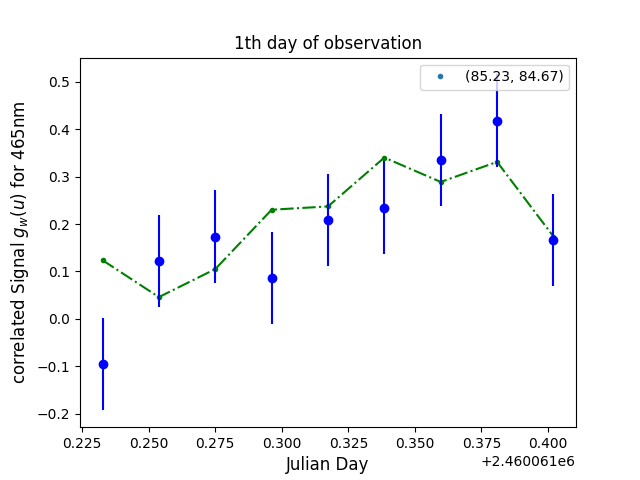 1th day of observation
(85.23, 84.67)
correlated Signal g_w(u) for 465nm
0.5
0.4
0.3
0.2
0.1
0.0
−0.1
−0.2
0.225 0.250 0.275 0.300 0.325 0.350 0.375 0.400
Julian Day
+2.460061e6